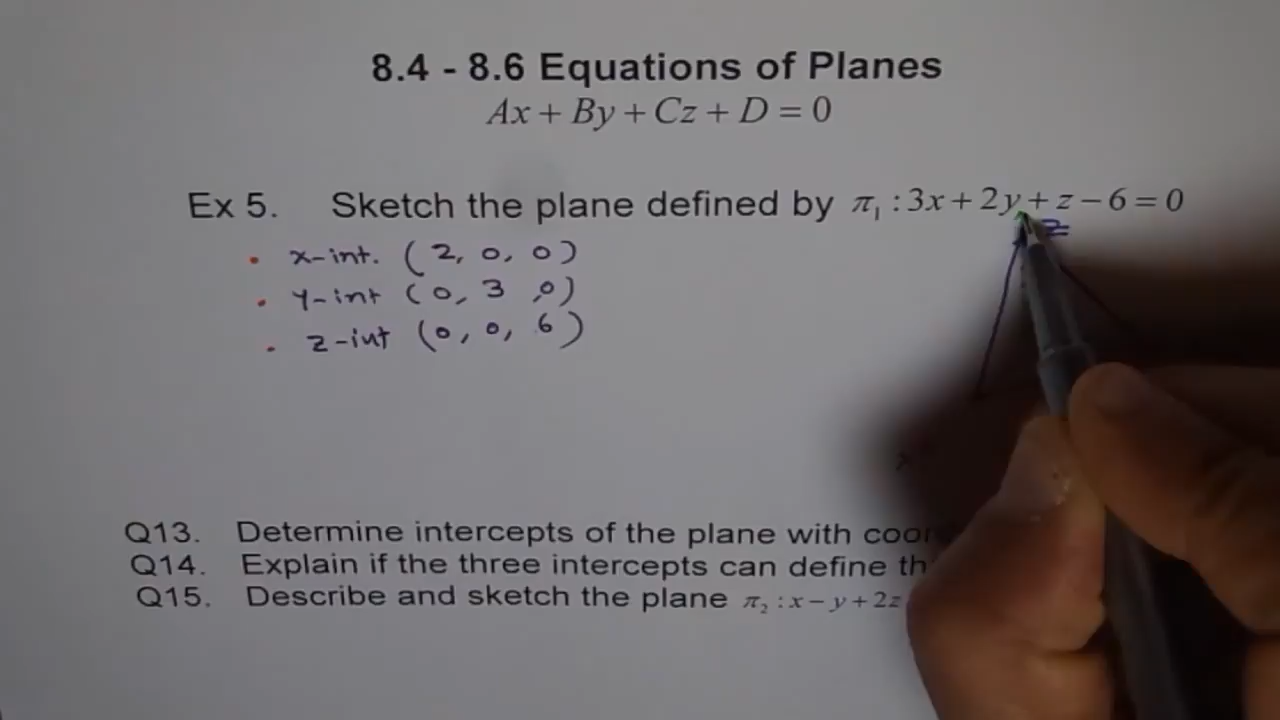 8.4 - 8.6 Equations of Planes
Ax + By + Cz + D = 0
Ex 5. Sketch the plane defined by π₁ : 3x + 2y + z − 6 = 0
z
• x-int. (2, 0, 0)
• y-int (0, 3, 0)
• z-int (0, 0, 6)
Q13. Determine intercepts of the plane with
Q14. Explain if the three intercepts can define
Q15. Describe and sketch the plane π₂ : x − y + 2z